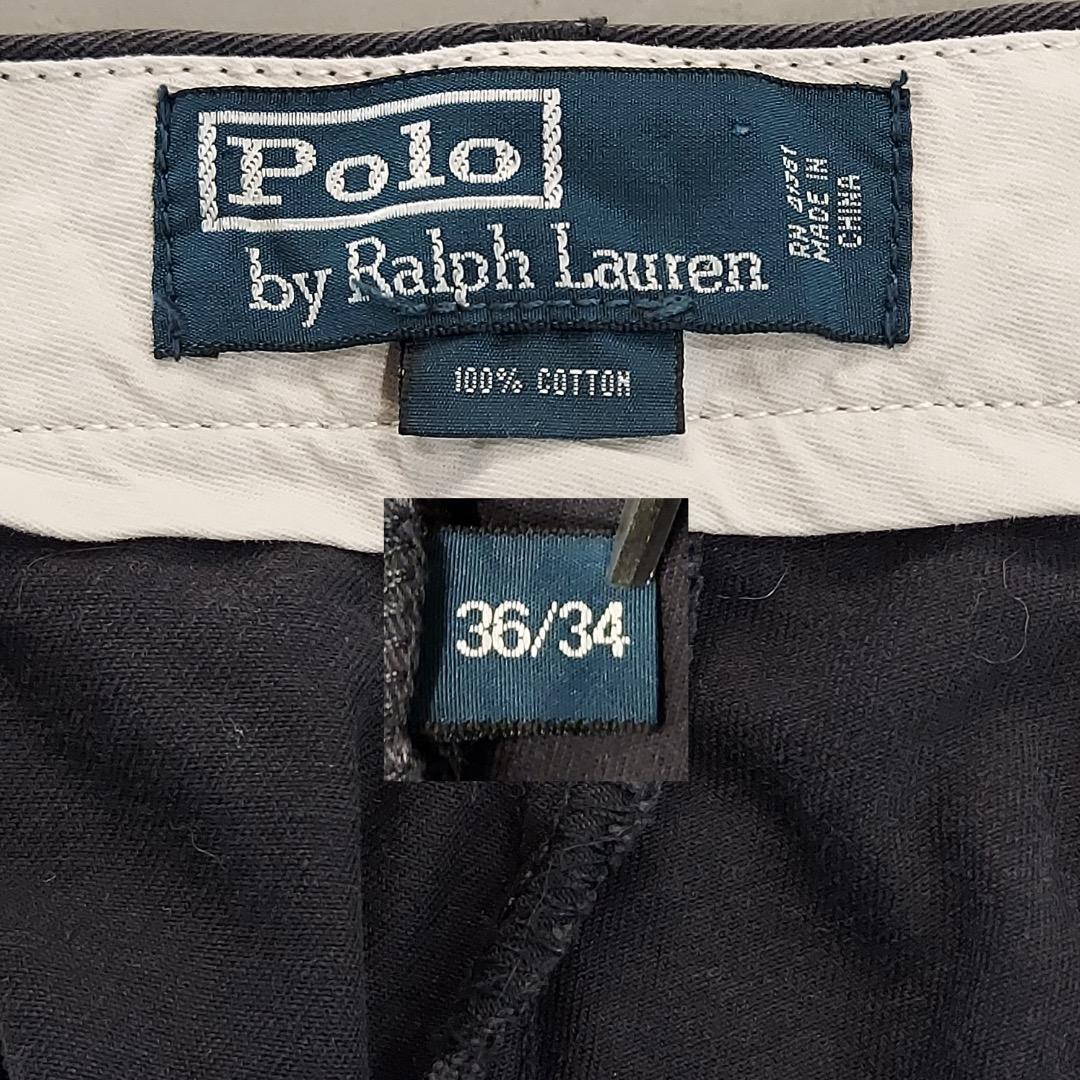 Polo
by Ralph Lauren
RN 41381
MADE IN
CHINA
100% COTTON
36/34